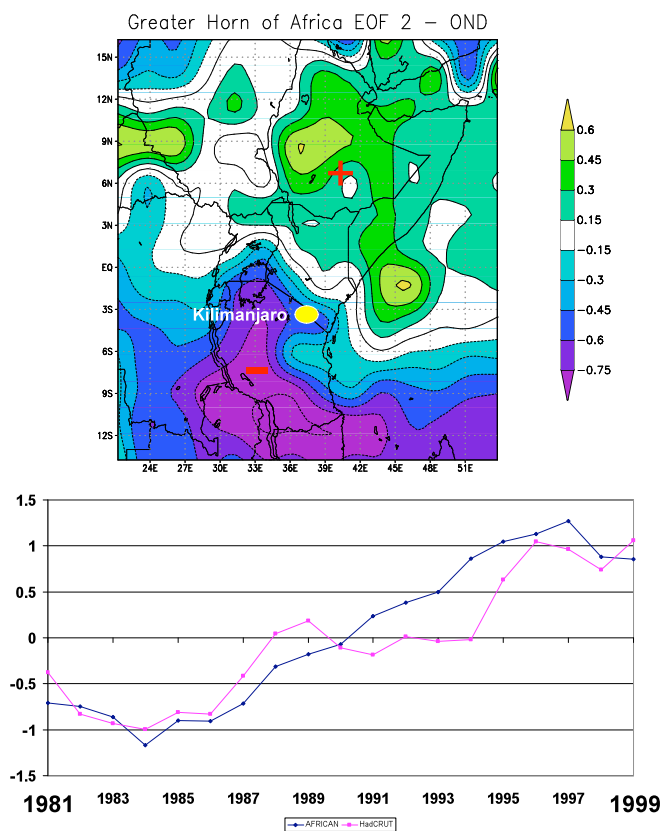 Greater Horn of Africa EOF 2 – OND
15N
12N
9N
6N
3N
EQ
3S
6S
9S
12S
24E 27E 30E 33E 36E 39E 42E 45E 48E 51E
Kilimanjaro
0.6
0.45
0.3
0.15
−0.15
−0.3
−0.45
−0.6
−0.75
1.5
1
0.5
0
-0.5
-1
-1.5
1981 1983 1985 1987 1989 1991 1993 1995 1997 1999
AFRICAN HadCRUT